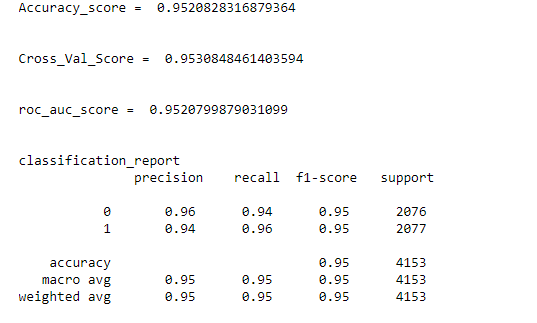 Accuracy_score =  0.9520828316879364
Cross_Val_Score =  0.9530848461403594
roc_auc_score =  0.9520799879031099
classification_report
precision    recall  f1-score   support
0       0.96      0.94      0.95      2076
1       0.94      0.96      0.95      2077
accuracy                           0.95      4153
macro avg       0.95      0.95      0.95      4153
weighted avg       0.95      0.95      0.95      4153